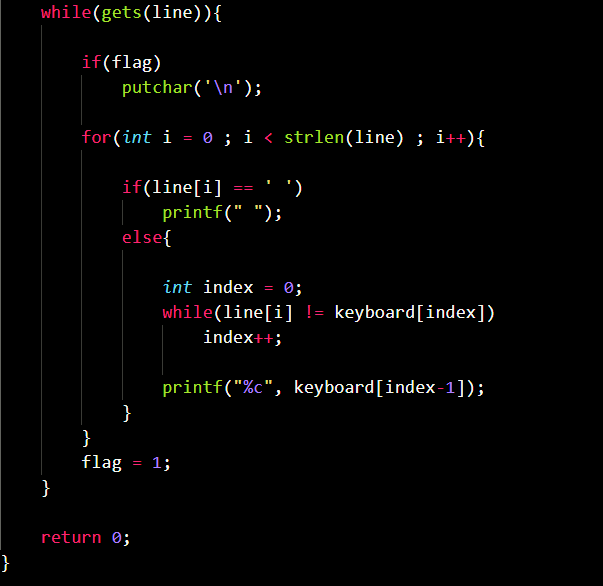 while(gets(line)){
if(flag)
putchar('\n');
for(int i = 0 ; i < strlen(line) ; i++){
if(line[i] == ' ')
printf(" ");
else{
int index = 0;
while(line[i] != keyboard[index])
index++;
printf("%c", keyboard[index-1]);
}
}
flag = 1;
}
return 0;
}